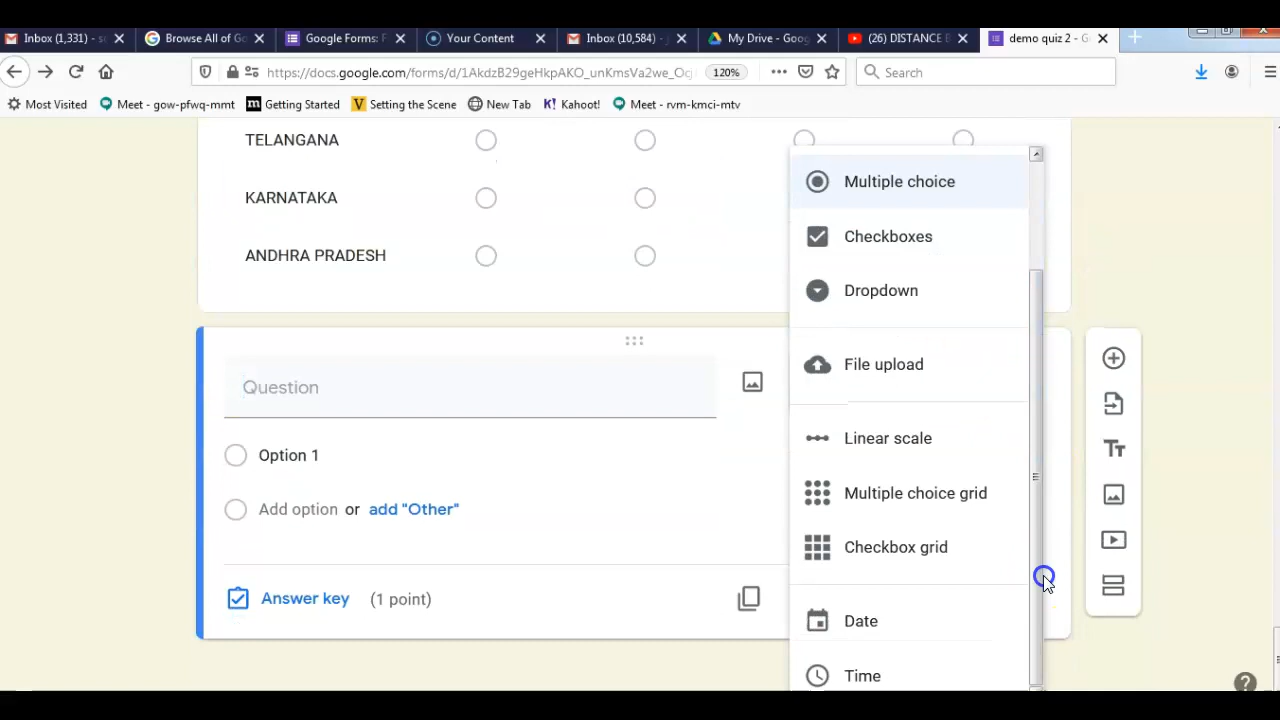 Inbox (1,331) - s
Browse All of Go
Google Forms: F
Your Content
Inbox (10,584) -
My Drive - Goog
(26) DISTANCE B
demo quiz 2 - G
https://docs.google.com/forms/d/1AkdzB29geHkpAKO_unKmsVa2we_Oc
120%
Search
Most Visited
Meet - gow-pfwq-mmt
Getting Started
Setting the Scene
New Tab
Kahoot!
Meet - rvm-kmci-mtv
TELANGANA
KARNATAKA
ANDHRA PRADESH
Multiple choice
Checkboxes
Dropdown
File upload
Linear scale
Multiple choice grid
Checkbox grid
Date
Time
Question
Option 1
Add option or add "Other"
Answer key (1 point)